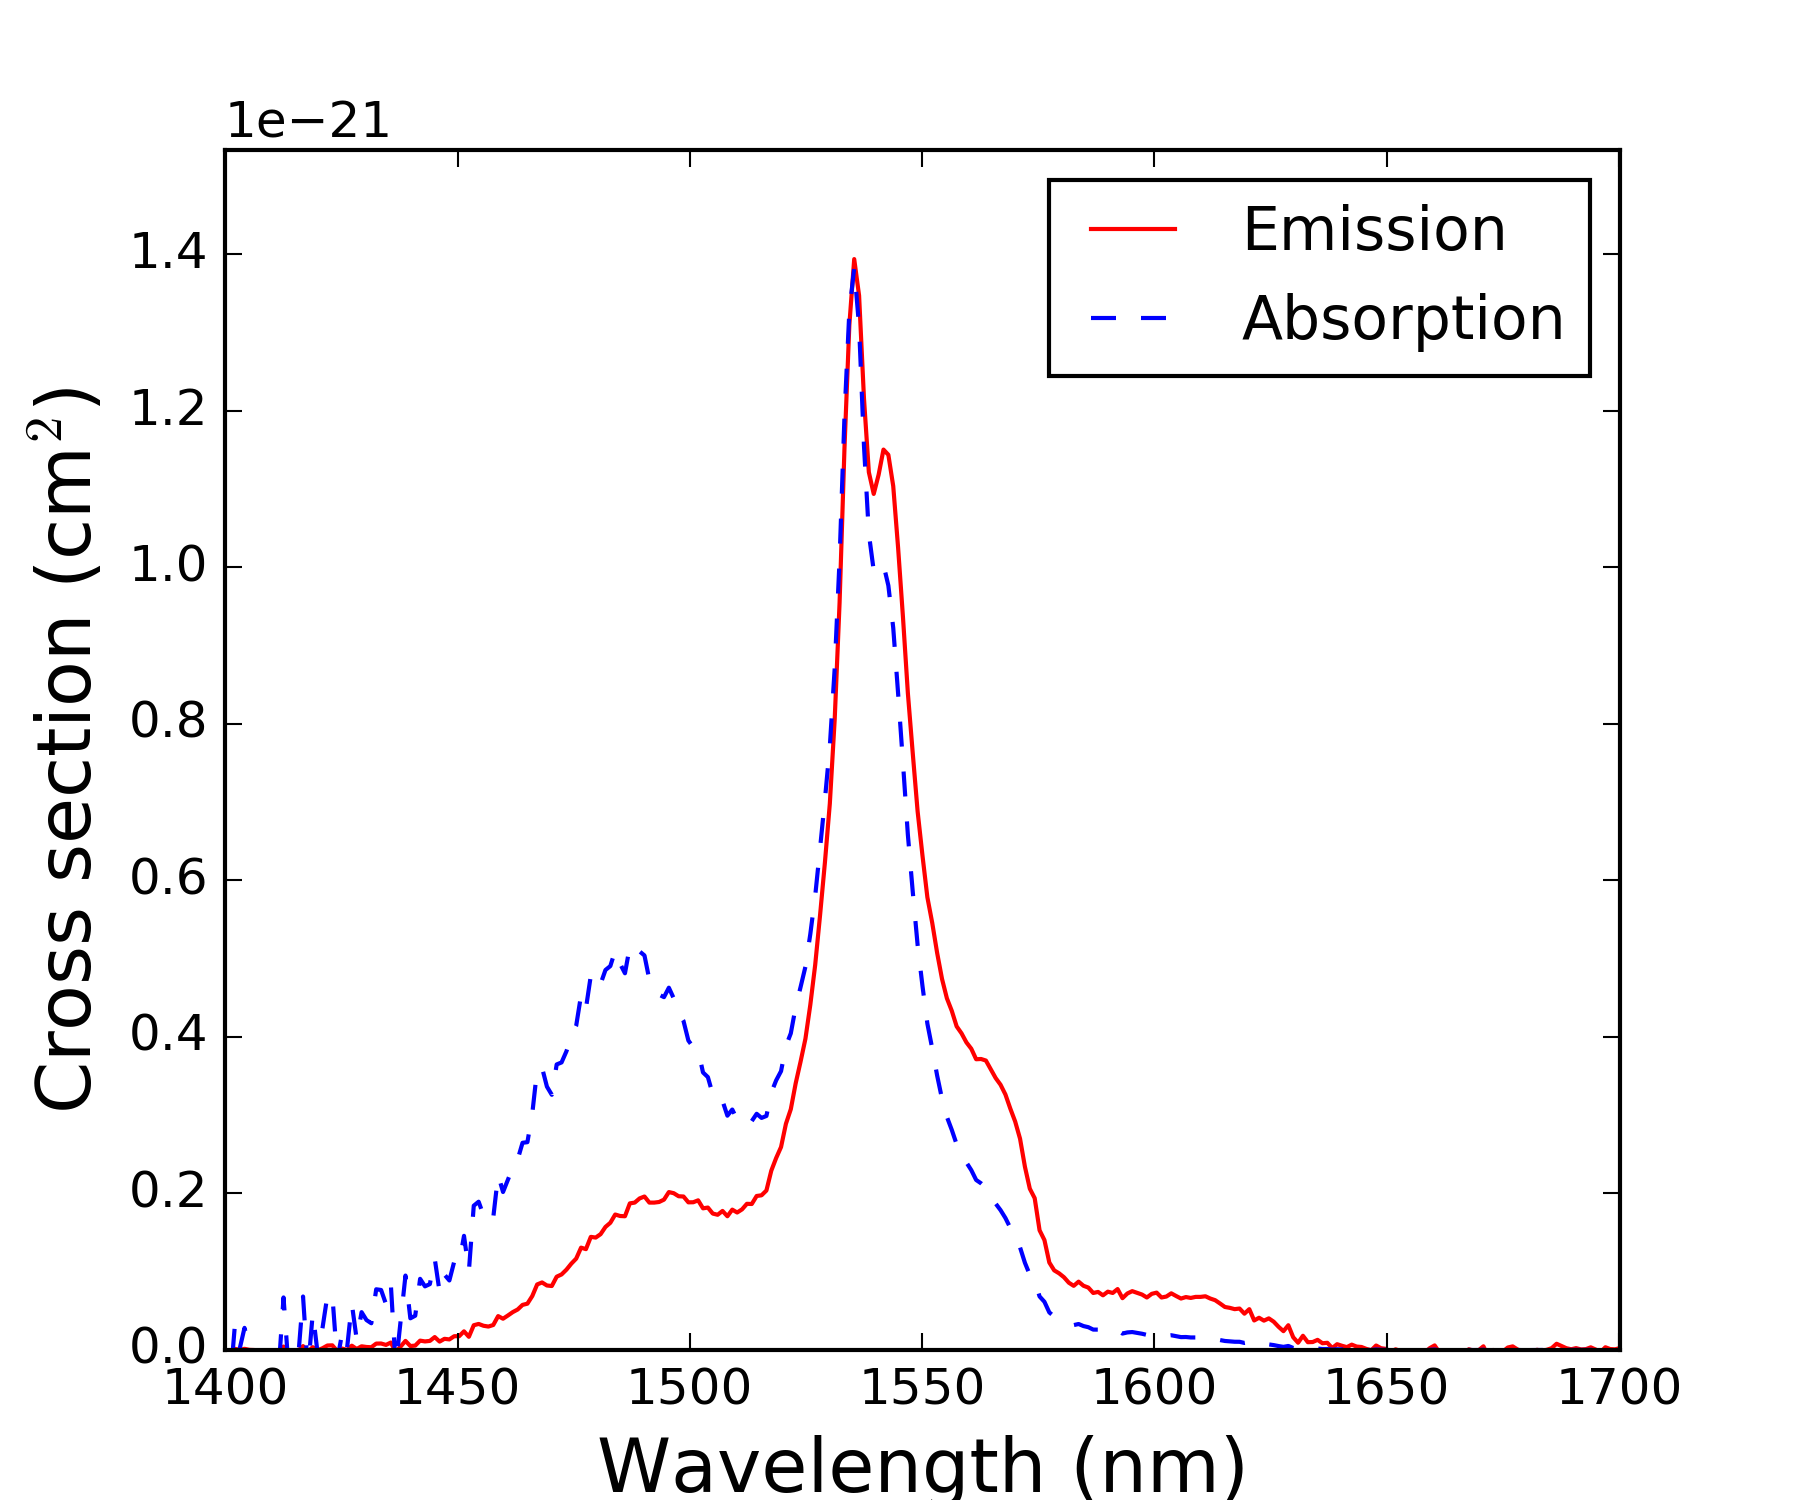 1e−21
Emission
Absorption
1.4
1.2
1.0
0.8
0.6
0.4
0.2
0.0
Cross section (cm²)
1400 1450 1500 1550 1600 1650 1700
Wavelength (nm)